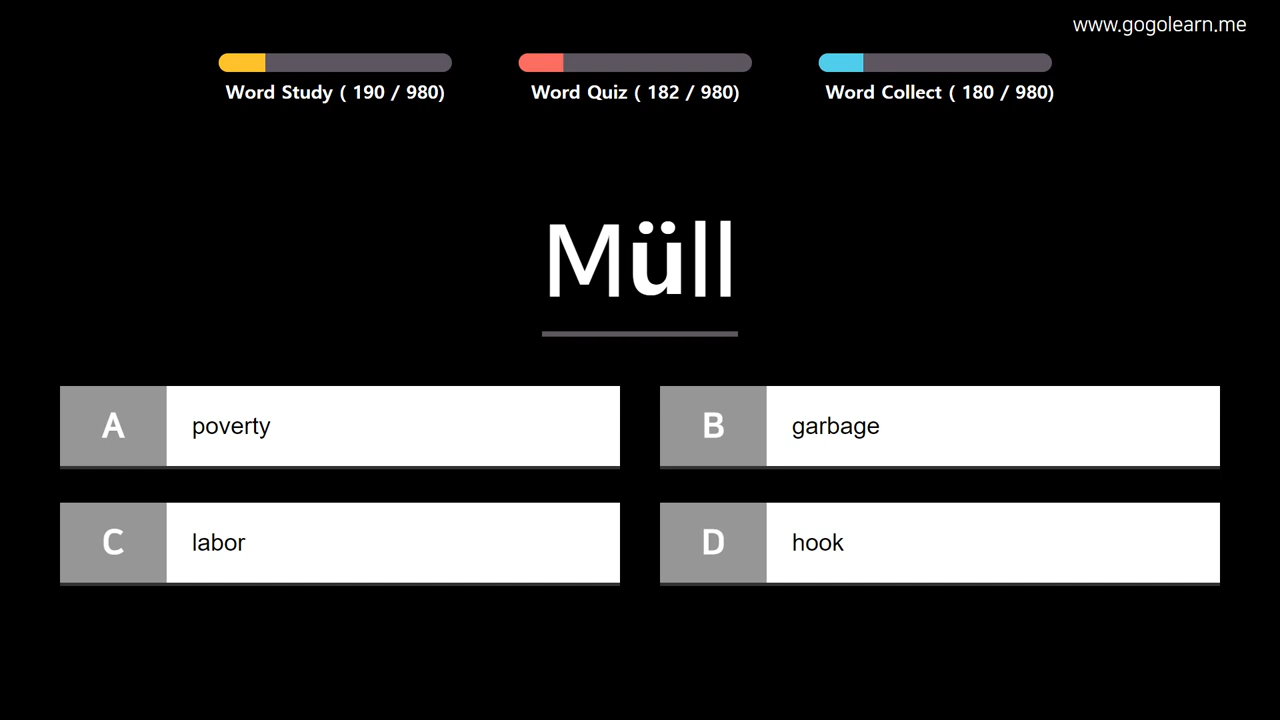 www.gogolearn.me
Word Study ( 190 / 980)
Word Quiz ( 182 / 980)
Word Collect ( 180 / 980)
Müll
A poverty
B garbage
C labor
D hook